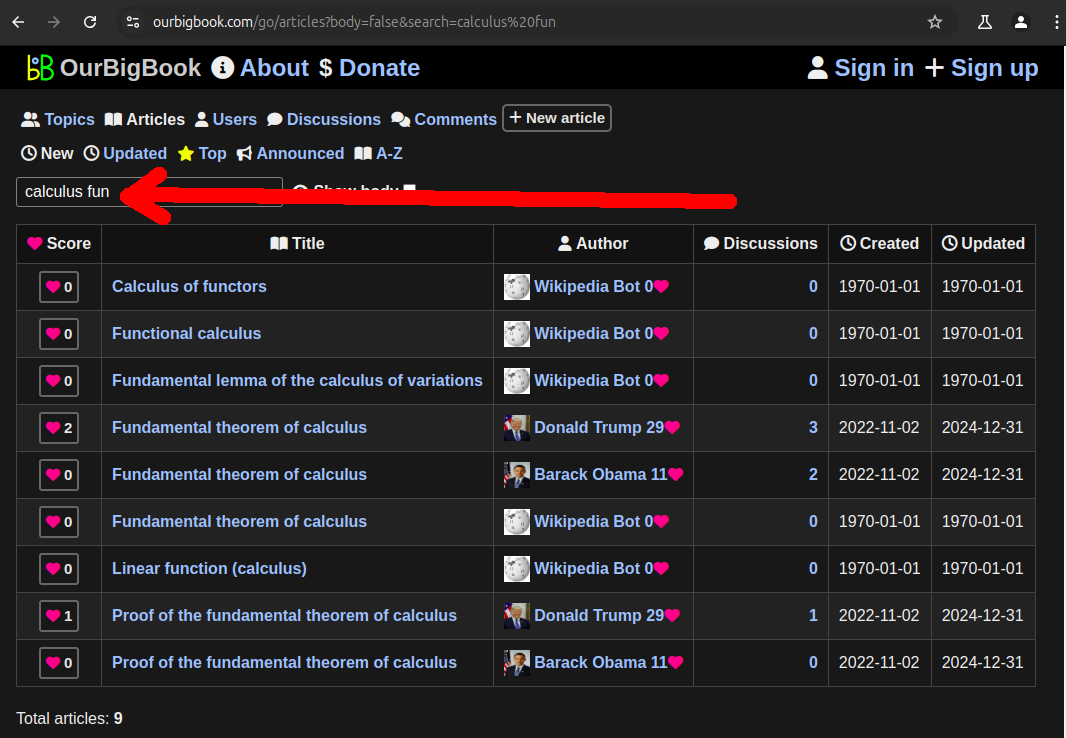 ourbigbook.com/go/articles?body=false&search=calculus%20fun
bB OurBigBook i About $ Donate Sign in + Sign up
Topics Articles Users Discussions Comments + New article
New Updated Top Announced A-Z
calculus fun Show body
Score Title Author Discussions Created Updated
0 Calculus of functors Wikipedia Bot 0 0 1970-01-01 1970-01-01
0 Functional calculus Wikipedia Bot 0 0 1970-01-01 1970-01-01
0 Fundamental lemma of the calculus of variations Wikipedia Bot 0 0 1970-01-01 1970-01-01
2 Fundamental theorem of calculus Donald Trump 29 3 2022-11-02 2024-12-31
0 Fundamental theorem of calculus Barack Obama 11 2 2022-11-02 2024-12-31
0 Fundamental theorem of calculus Wikipedia Bot 0 0 1970-01-01 1970-01-01
0 Linear function (calculus) Wikipedia Bot 0 0 1970-01-01 1970-01-01
1 Proof of the fundamental theorem of calculus Donald Trump 29 1 2022-11-02 2024-12-31
0 Proof of the fundamental theorem of calculus Barack Obama 11 0 2022-11-02 2024-12-31
Total articles: 9